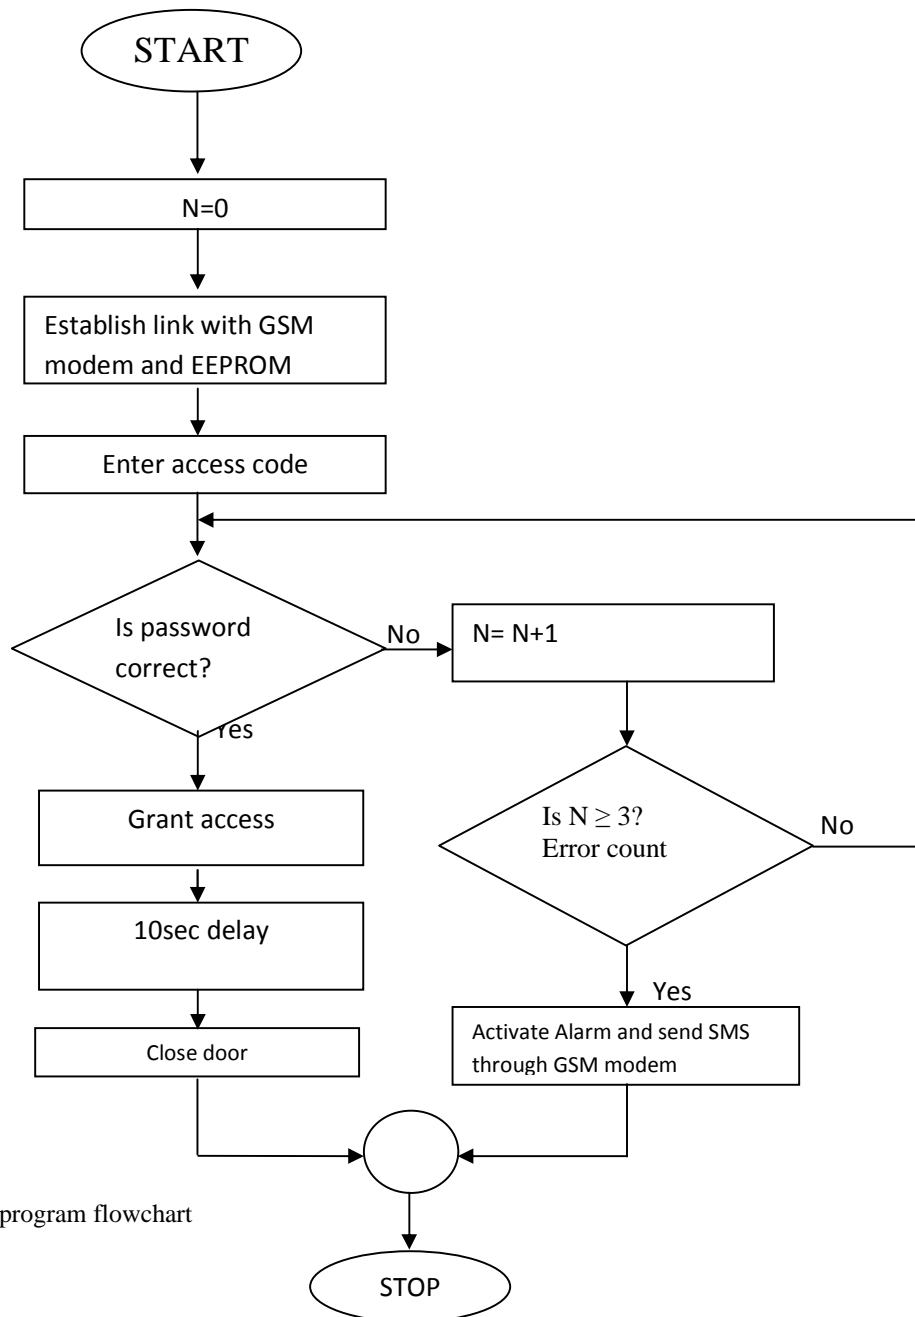 START
N=0
Establish link with GSM
modem and EEPROM
Enter access code
Is password
correct?
No
N= N+1
Yes
Grant access
Is N ≥ 3?
Error count
No
10sec delay
Yes
Close door
Activate Alarm and send SMS
through GSM modem
program flowchart
STOP